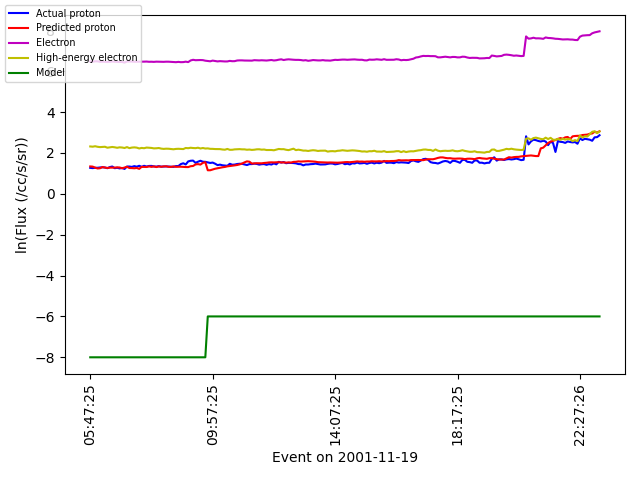 Actual proton
Predicted proton
Electron
High-energy electron
Model
8
6
4
2
0
−2
−4
−6
−8
ln(Flux (/cc/s/sr))
05:47:25
09:57:25
14:07:25
18:17:25
22:27:26
Event on 2001-11-19